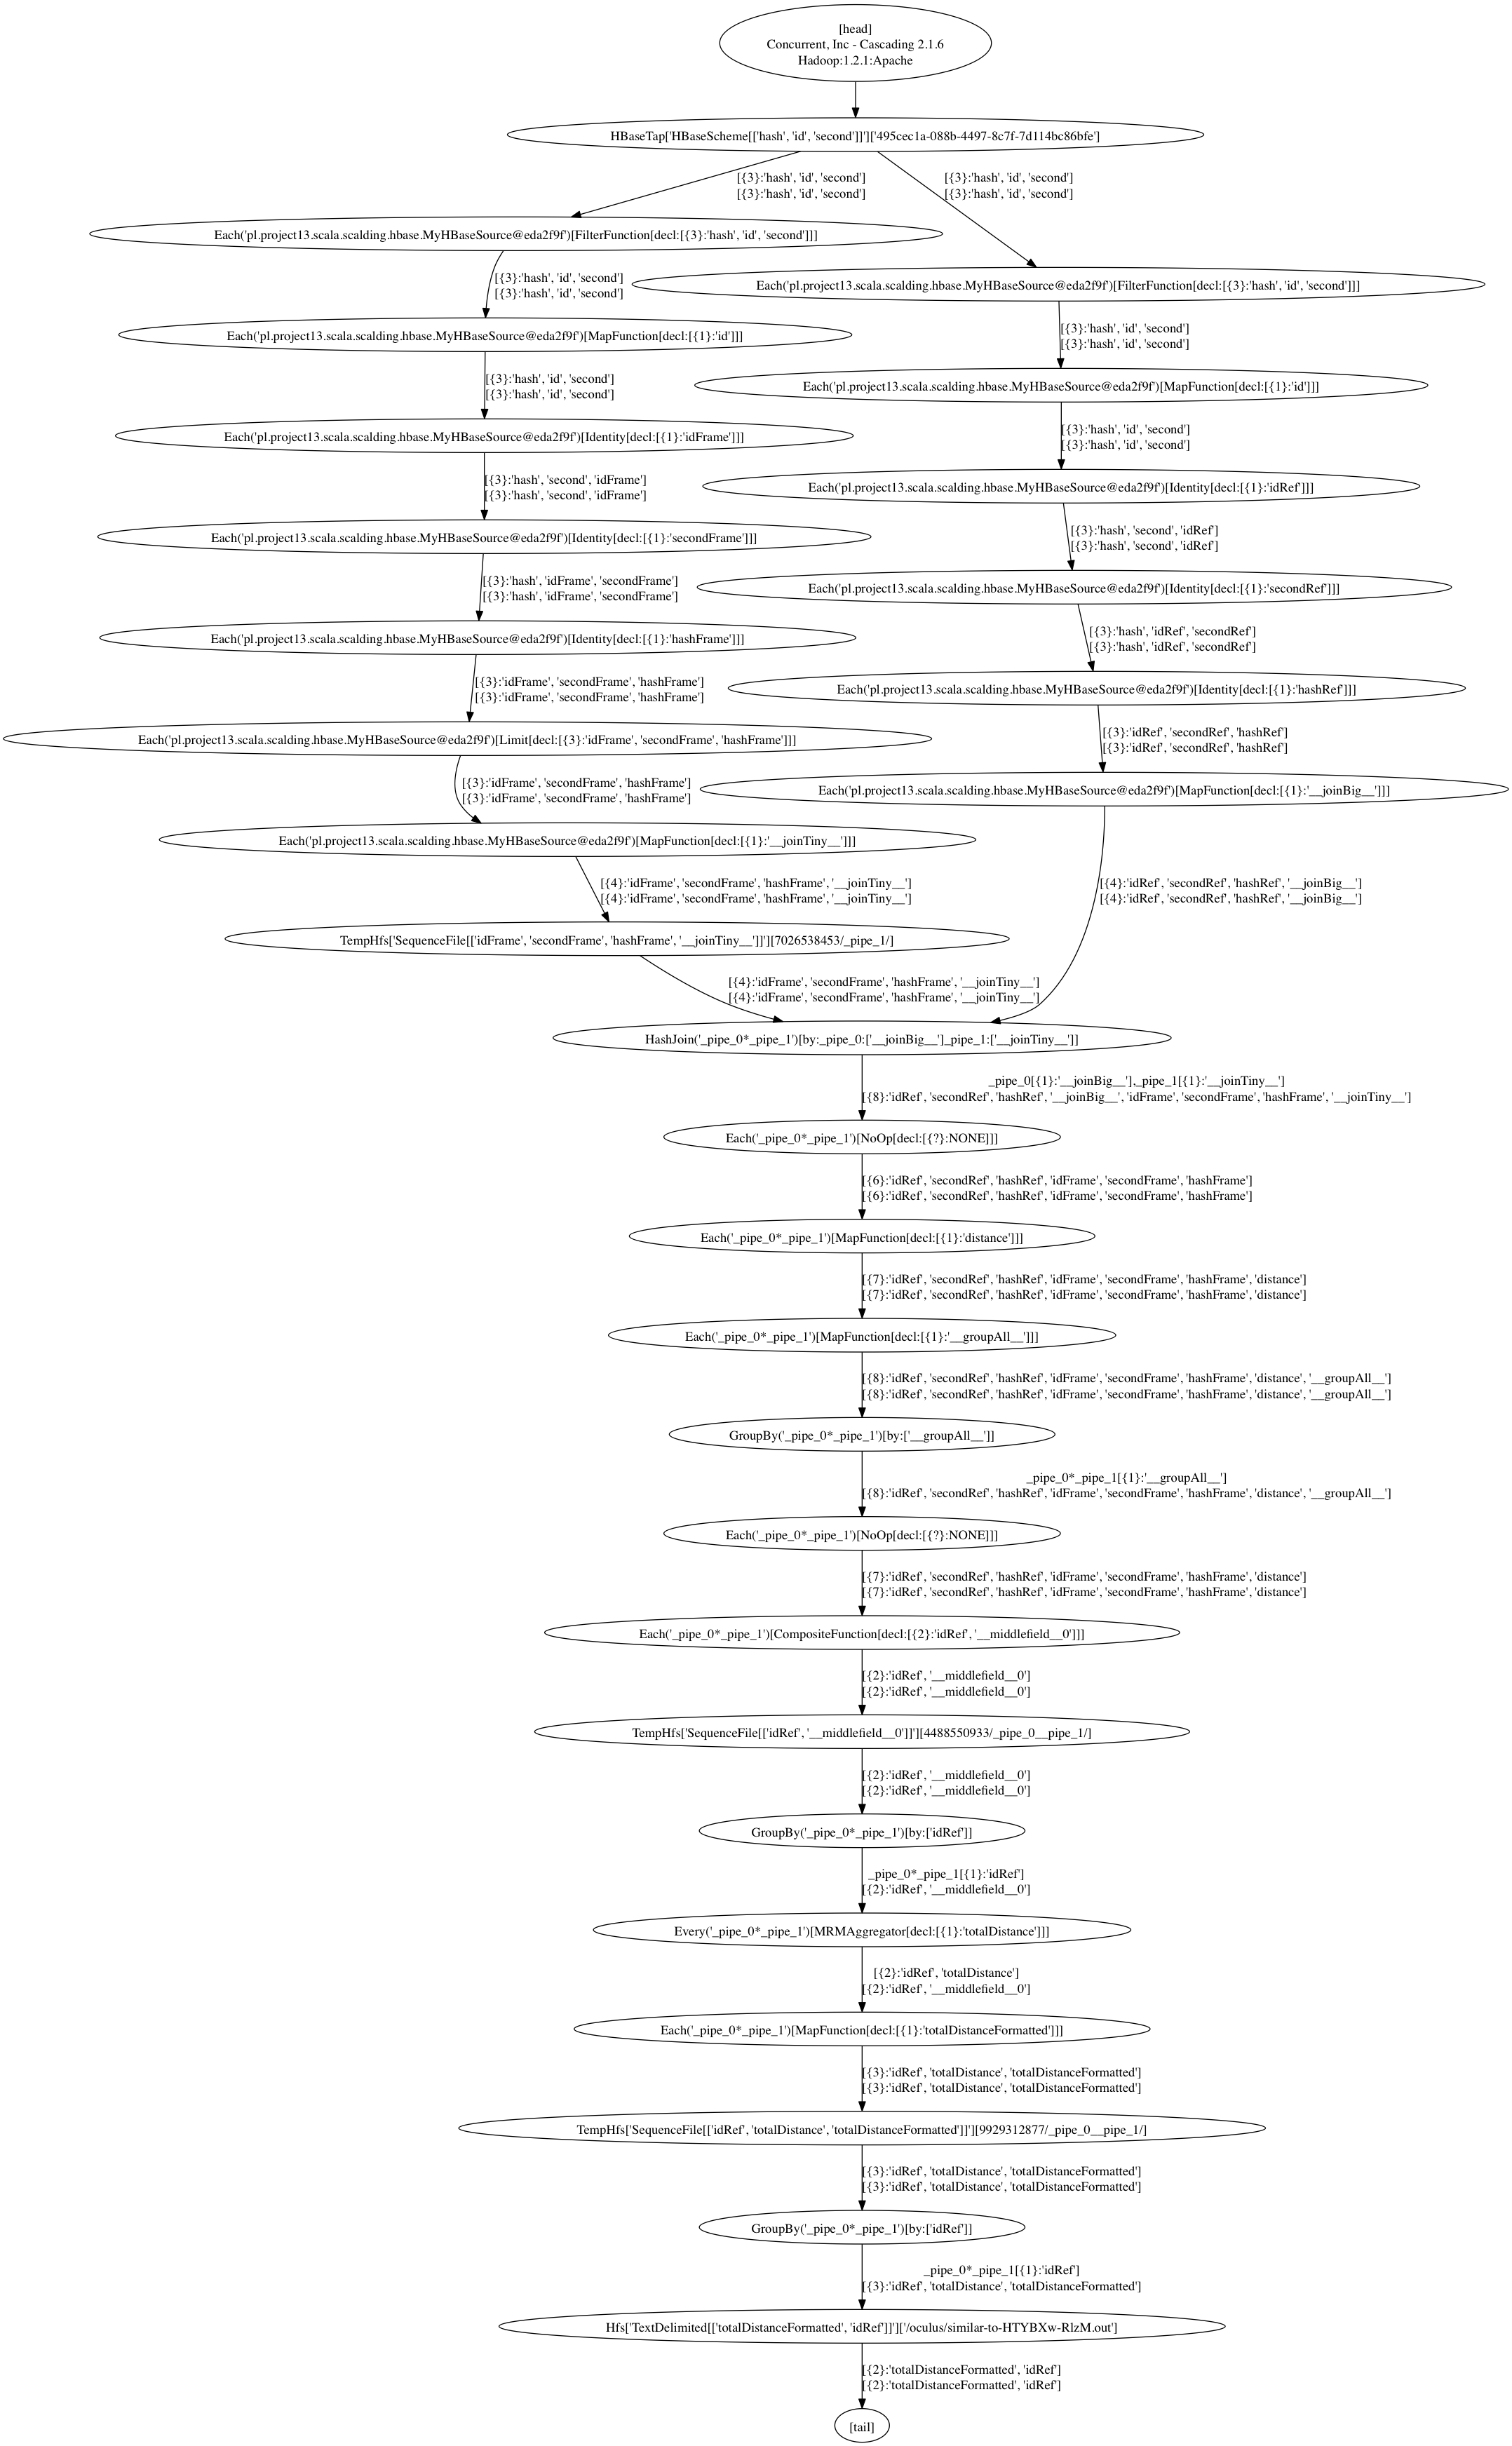 [head]
Concurrent, Inc - Cascading 2.1.6
Hadoop:1.2.1:Apache
HBaseTap['HBaseScheme[['hash', 'id', 'second']]']['495cec1a-088b-4497-8c7f-7d114bc86bfe']
[{3}:'hash', 'id', 'second']
[{3}:'hash', 'id', 'second']
[{3}:'hash', 'id', 'second']
[{3}:'hash', 'id', 'second']
Each('pl.project13.scala.scalding.hbase.MyHBaseSource@eda2f9f')[FilterFunction[decl:[{3}:'hash', 'id', 'second']]]
[{3}:'hash', 'id', 'second']
[{3}:'hash', 'id', 'second']
Each('pl.project13.scala.scalding.hbase.MyHBaseSource@eda2f9f')[FilterFunction[decl:[{3}:'hash', 'id', 'second']]]
Each('pl.project13.scala.scalding.hbase.MyHBaseSource@eda2f9f')[MapFunction[decl:[{1}:'id']]]
[{3}:'hash', 'id', 'second']
[{3}:'hash', 'id', 'second']
[{3}:'hash', 'id', 'second']
[{3}:'hash', 'id', 'second']
Each('pl.project13.scala.scalding.hbase.MyHBaseSource@eda2f9f')[MapFunction[decl:[{1}:'id']]]
Each('pl.project13.scala.scalding.hbase.MyHBaseSource@eda2f9f')[Identity[decl:[{1}:'idFrame']]]
[{3}:'hash', 'id', 'second']
[{3}:'hash', 'id', 'second']
[{3}:'hash', 'second', 'idFrame']
[{3}:'hash', 'second', 'idFrame']
Each('pl.project13.scala.scalding.hbase.MyHBaseSource@eda2f9f')[Identity[decl:[{1}:'idRef']]]
Each('pl.project13.scala.scalding.hbase.MyHBaseSource@eda2f9f')[Identity[decl:[{1}:'secondFrame']]]
[{3}:'hash', 'second', 'idRef']
[{3}:'hash', 'second', 'idRef']
[{3}:'hash', 'idFrame', 'secondFrame']
[{3}:'hash', 'idFrame', 'secondFrame']
Each('pl.project13.scala.scalding.hbase.MyHBaseSource@eda2f9f')[Identity[decl:[{1}:'secondRef']]]
Each('pl.project13.scala.scalding.hbase.MyHBaseSource@eda2f9f')[Identity[decl:[{1}:'hashFrame']]]
[{3}:'hash', 'idRef', 'secondRef']
[{3}:'hash', 'idRef', 'secondRef']
[{3}:'idFrame', 'secondFrame', 'hashFrame']
[{3}:'idFrame', 'secondFrame', 'hashFrame']
Each('pl.project13.scala.scalding.hbase.MyHBaseSource@eda2f9f')[Identity[decl:[{1}:'hashRef']]]
Each('pl.project13.scala.scalding.hbase.MyHBaseSource@eda2f9f')[Limit[decl:[{3}:'idFrame', 'secondFrame', 'hashFrame']]]
[{3}:'idRef', 'secondRef', 'hashRef']
[{3}:'idRef', 'secondRef', 'hashRef']
[{3}:'idFrame', 'secondFrame', 'hashFrame']
[{3}:'idFrame', 'secondFrame', 'hashFrame']
Each('pl.project13.scala.scalding.hbase.MyHBaseSource@eda2f9f')[MapFunction[decl:[{1}:'__joinBig__']]]
Each('pl.project13.scala.scalding.hbase.MyHBaseSource@eda2f9f')[MapFunction[decl:[{1}:'__joinTiny__']]]
[{4}:'idFrame', 'secondFrame', 'hashFrame', '__joinTiny__']
[{4}:'idFrame', 'secondFrame', 'hashFrame', '__joinTiny__']
[{4}:'idRef', 'secondRef', 'hashRef', '__joinBig__']
[{4}:'idRef', 'secondRef', 'hashRef', '__joinBig__']
TempHfs['SequenceFile[['idFrame', 'secondFrame', 'hashFrame', '__joinTiny__']]'][7026538453/_pipe_1/]
[{4}:'idFrame', 'secondFrame', 'hashFrame', '__joinTiny__']
[{4}:'idFrame', 'secondFrame', 'hashFrame', '__joinTiny__']
HashJoin('_pipe_0*_pipe_1')[by:_pipe_0:['__joinBig__']_pipe_1:['__joinTiny__']]
_pipe_0[{1}:'__joinBig__'],_pipe_1[{1}:'__joinTiny__']
[{8}:'idRef', 'secondRef', 'hashRef', '__joinBig__', 'idFrame', 'secondFrame', 'hashFrame', '__joinTiny__']
Each('_pipe_0*_pipe_1')[NoOp[decl:[{?}:NONE]]]
[{6}:'idRef', 'secondRef', 'hashRef', 'idFrame', 'secondFrame', 'hashFrame']
[{6}:'idRef', 'secondRef', 'hashRef', 'idFrame', 'secondFrame', 'hashFrame']
Each('_pipe_0*_pipe_1')[MapFunction[decl:[{1}:'distance']]]
[{7}:'idRef', 'secondRef', 'hashRef', 'idFrame', 'secondFrame', 'hashFrame', 'distance']
[{7}:'idRef', 'secondRef', 'hashRef', 'idFrame', 'secondFrame', 'hashFrame', 'distance']
Each('_pipe_0*_pipe_1')[MapFunction[decl:[{1}:'__groupAll__']]]
[{8}:'idRef', 'secondRef', 'hashRef', 'idFrame', 'secondFrame', 'hashFrame', 'distance', '__groupAll__']
[{8}:'idRef', 'secondRef', 'hashRef', 'idFrame', 'secondFrame', 'hashFrame', 'distance', '__groupAll__']
GroupBy('_pipe_0*_pipe_1')[by:['__groupAll__']]
_pipe_0*_pipe_1[{1}:'__groupAll__']
[{8}:'idRef', 'secondRef', 'hashRef', 'idFrame', 'secondFrame', 'hashFrame', 'distance', '__groupAll__']
Each('_pipe_0*_pipe_1')[NoOp[decl:[{?}:NONE]]]
[{7}:'idRef', 'secondRef', 'hashRef', 'idFrame', 'secondFrame', 'hashFrame', 'distance']
[{7}:'idRef', 'secondRef', 'hashRef', 'idFrame', 'secondFrame', 'hashFrame', 'distance']
Each('_pipe_0*_pipe_1')[CompositeFunction[decl:[{2}:'idRef', '__middlefield__0']]]
[{2}:'idRef', '__middlefield__0']
[{2}:'idRef', '__middlefield__0']
TempHfs['SequenceFile[['idRef', '__middlefield__0']]'][4488550933/_pipe_0__pipe_1/]
[{2}:'idRef', '__middlefield__0']
[{2}:'idRef', '__middlefield__0']
GroupBy('_pipe_0*_pipe_1')[by:['idRef']]
_pipe_0*_pipe_1[{1}:'idRef']
[{2}:'idRef', '__middlefield__0']
Every('_pipe_0*_pipe_1')[MRMAggregator[decl:[{1}:'totalDistance']]]
[{2}:'idRef', 'totalDistance']
[{2}:'idRef', '__middlefield__0']
Each('_pipe_0*_pipe_1')[MapFunction[decl:[{1}:'totalDistanceFormatted']]]
[{3}:'idRef', 'totalDistance', 'totalDistanceFormatted']
[{3}:'idRef', 'totalDistance', 'totalDistanceFormatted']
TempHfs['SequenceFile[['idRef', 'totalDistance', 'totalDistanceFormatted']]'][9929312877/_pipe_0__pipe_1/]
[{3}:'idRef', 'totalDistance', 'totalDistanceFormatted']
[{3}:'idRef', 'totalDistance', 'totalDistanceFormatted']
GroupBy('_pipe_0*_pipe_1')[by:['idRef']]
_pipe_0*_pipe_1[{1}:'idRef']
[{3}:'idRef', 'totalDistance', 'totalDistanceFormatted']
Hfs['TextDelimited[['totalDistanceFormatted', 'idRef']]']['/oculus/similar-to-HTYBXw-RlzM.out']
[{2}:'totalDistanceFormatted', 'idRef']
[{2}:'totalDistanceFormatted', 'idRef']
[tail]